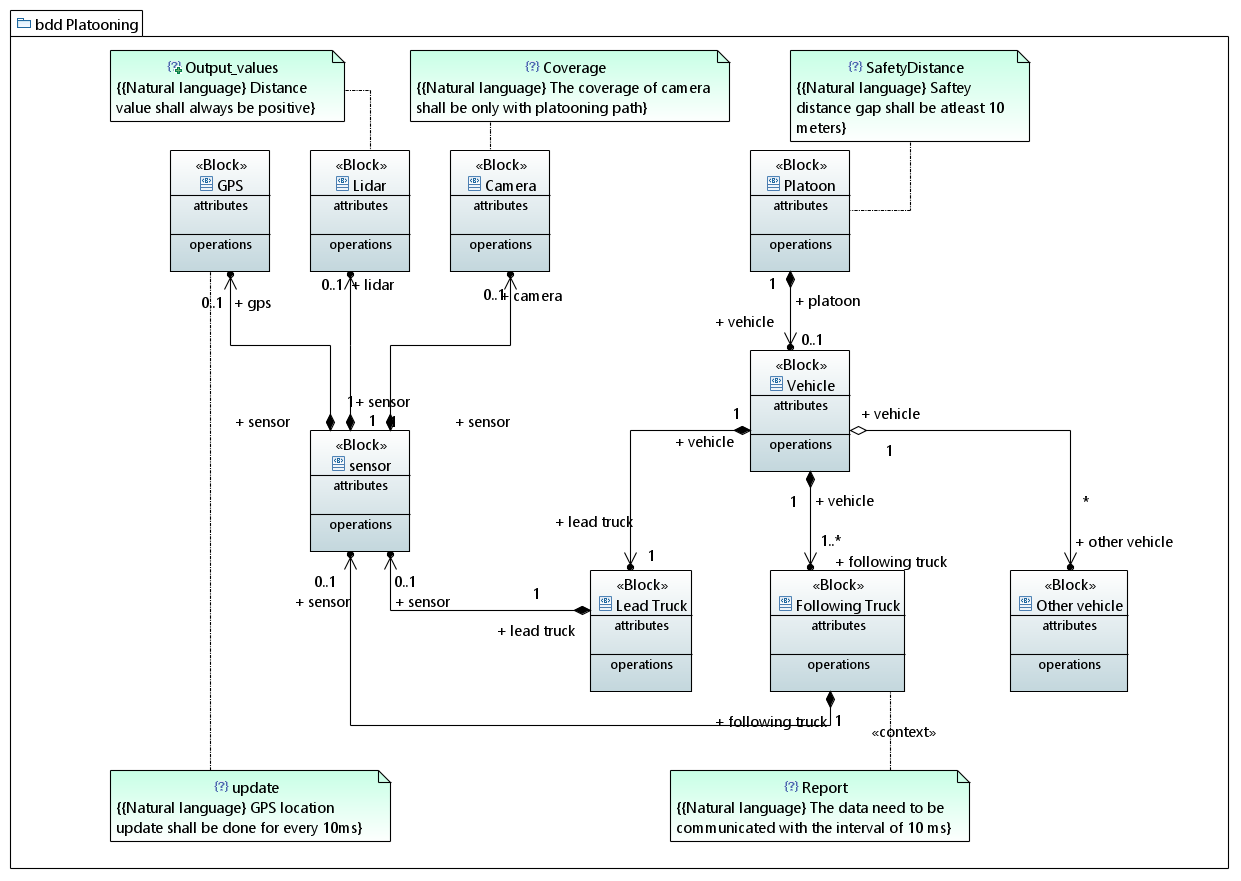 bdd Platooning
Output_values
{{Natural language} Distance
value shall always be positive}
Coverage
{{Natural language} The coverage of camera
shall be only with platooning path}
SafetyDistance
{{Natural language} Saftey
distance gap shall be atleast 10
meters}
«Block»
GPS
attributes
operations
«Block»
Lidar
attributes
operations
«Block»
Camera
attributes
operations
«Block»
Platoon
attributes
operations
0..1
+ gps
0..1
+ lidar
0..1
+ camera
1
+ platoon
+ vehicle
0..1
+ sensor
1
+ sensor
1
1
+ sensor
«Block»
Vehicle
attributes
operations
1
+ vehicle
+ vehicle
1
1
+ vehicle
«Block»
sensor
attributes
operations
+ lead truck
1
1..*
+ following truck
*
+ other vehicle
0..1
+ sensor
0..1
+ sensor
1
+ lead truck
«Block»
Lead Truck
attributes
operations
«Block»
Following Truck
attributes
operations
«Block»
Other vehicle
attributes
operations
+ following truck
1
«context»
update
{{Natural language} GPS location
update shall be done for every 10ms}
Report
{{Natural language} The data need to be
communicated with the interval of 10 ms}